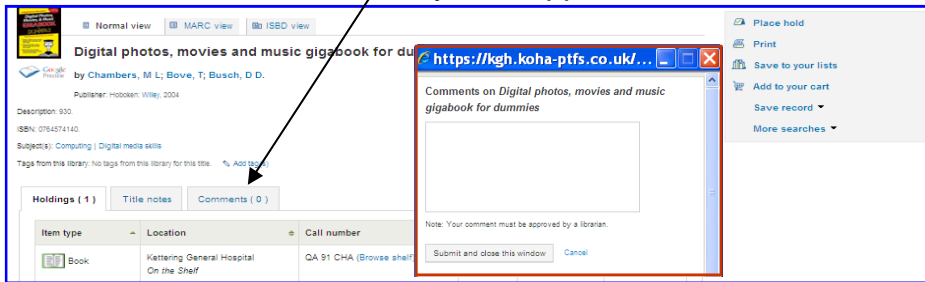 Normal view MARC view ISBD view
Digital photos, movies and music gigabook for du
by Chambers, M L; Bove, T; Busch, D D.
Publisher: Hoboken: Wiley, 2004
Description: 930.
ISBN: 0764574140.
Subject(s): Computing | Digital media skills
Tags from this library: No tags from this library for this title. Add tag(s)
Holdings ( 1 ) Title notes Comments ( 0 )
Item type Location Call number
Book Kettering General Hospital QA 91 CHA (Browse shelf)
On the Shelf
https://kgh.koha-ptfs.co.uk/...
Comments on Digital photos, movies and music
gigabook for dummies
Note: Your comment must be approved by a librarian.
Submit and close this window Cancel
Place hold
Print
Save to your lists
Add to your cart
Save record
More searches